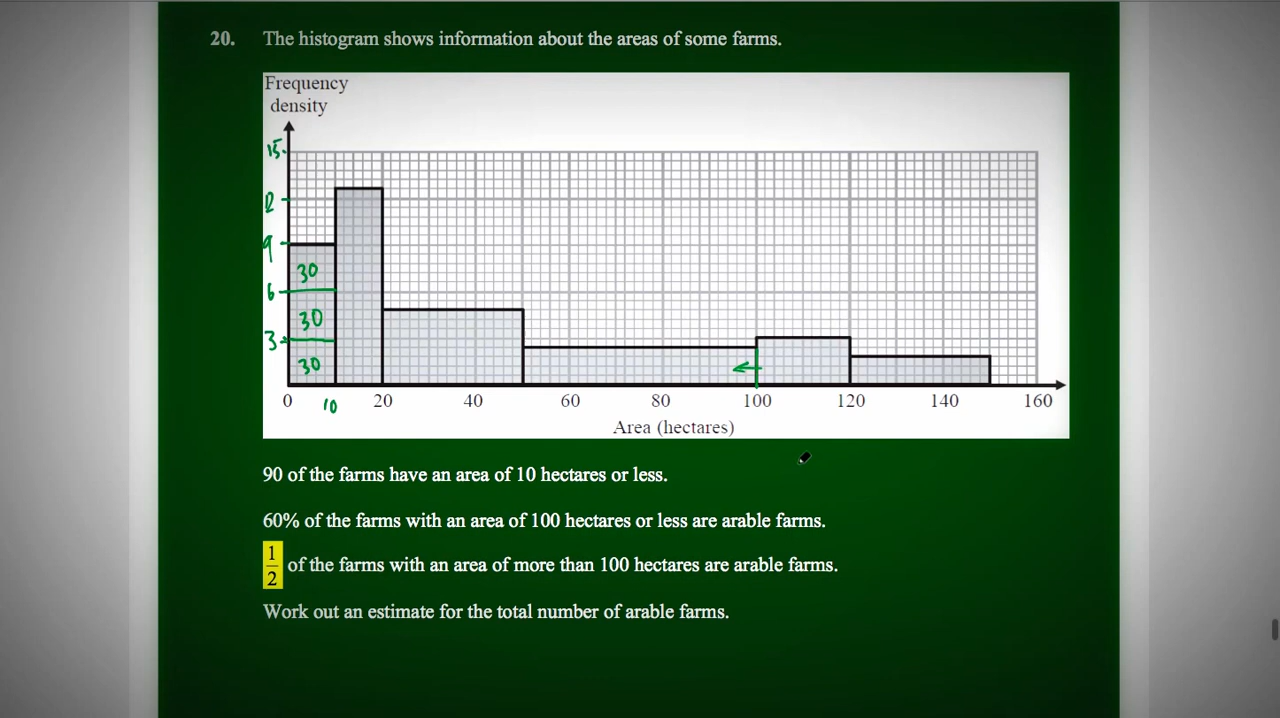 20. The histogram shows information about the areas of some farms.
Frequency
density
15
12
9
30
6
30
3
30
0 10 20 40 60 80 100 120 140 160
Area (hectares)
90 of the farms have an area of 10 hectares or less.
60% of the farms with an area of 100 hectares or less are arable farms.
1/2 of the farms with an area of more than 100 hectares are arable farms.
Work out an estimate for the total number of arable farms.